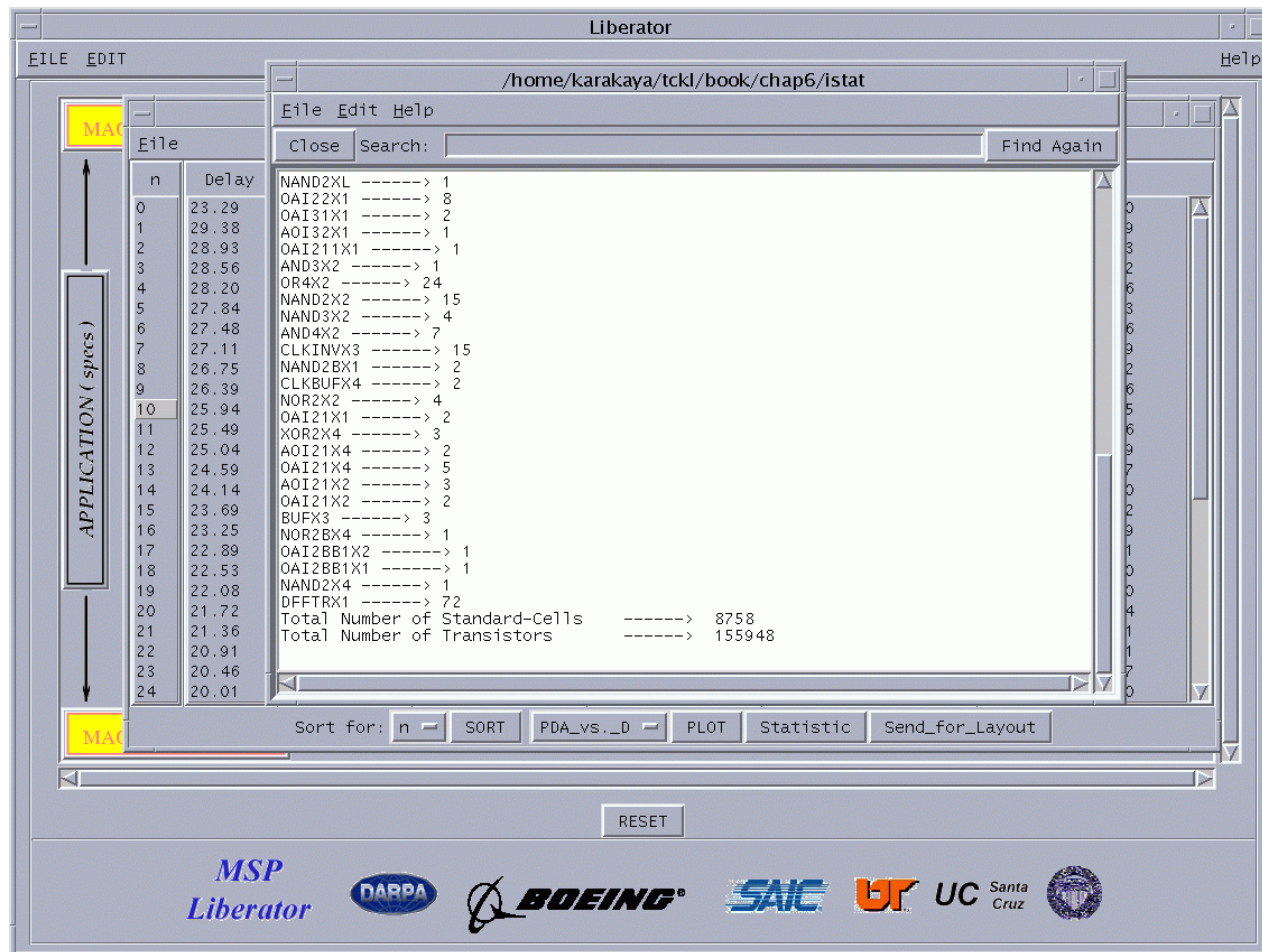 Liberator
FILE EDIT Help
/home/karakaya/tckl/book/chap6/istat
File Edit Help
Close Search: Find Again
File
n Delay
0 23.29
1 29.38
2 28.93
3 28.56
4 28.20
5 27.84
6 27.48
7 27.11
8 26.75
9 26.39
10 25.94
11 25.49
12 25.04
13 24.59
14 24.14
15 23.69
16 23.25
17 22.89
18 22.53
19 22.08
20 21.72
21 21.36
22 20.91
23 20.46
24 20.01
NAND2XL ------> 1
OAI22X1 ------> 8
OAI31X1 ------> 2
AOI32X1 ------> 1
OAI211X1 ------> 1
AND3X2 ------> 1
OR4X2 ------> 24
NAND2X2 ------> 15
NAND3X2 ------> 4
AND4X2 ------> 7
CLKINVX3 ------> 15
NAND2BX1 ------> 2
CLKBUFX4 ------> 2
NOR2X2 ------> 4
OAI21X1 ------> 2
XOR2X4 ------> 3
AOI21X4 ------> 2
OAI21X4 ------> 5
AOI21X2 ------> 3
OAI21X2 ------> 2
BUFX3 ------> 3
NOR2BX4 ------> 1
OAI2BB1X2 ------> 1
OAI2BB1X1 ------> 1
NAND2X4 ------> 1
DFFTRX1 ------> 72
Total Number of Standard-Cells ------> 8758
Total Number of Transistors ------> 155948
APPLICATION ( specs )
Sort for: n SORT PDA_vs._D PLOT Statistic Send_for_Layout
RESET
MSP
Liberator
DARPA
BOEING®
SAIC
UT
UC Santa
Cruz